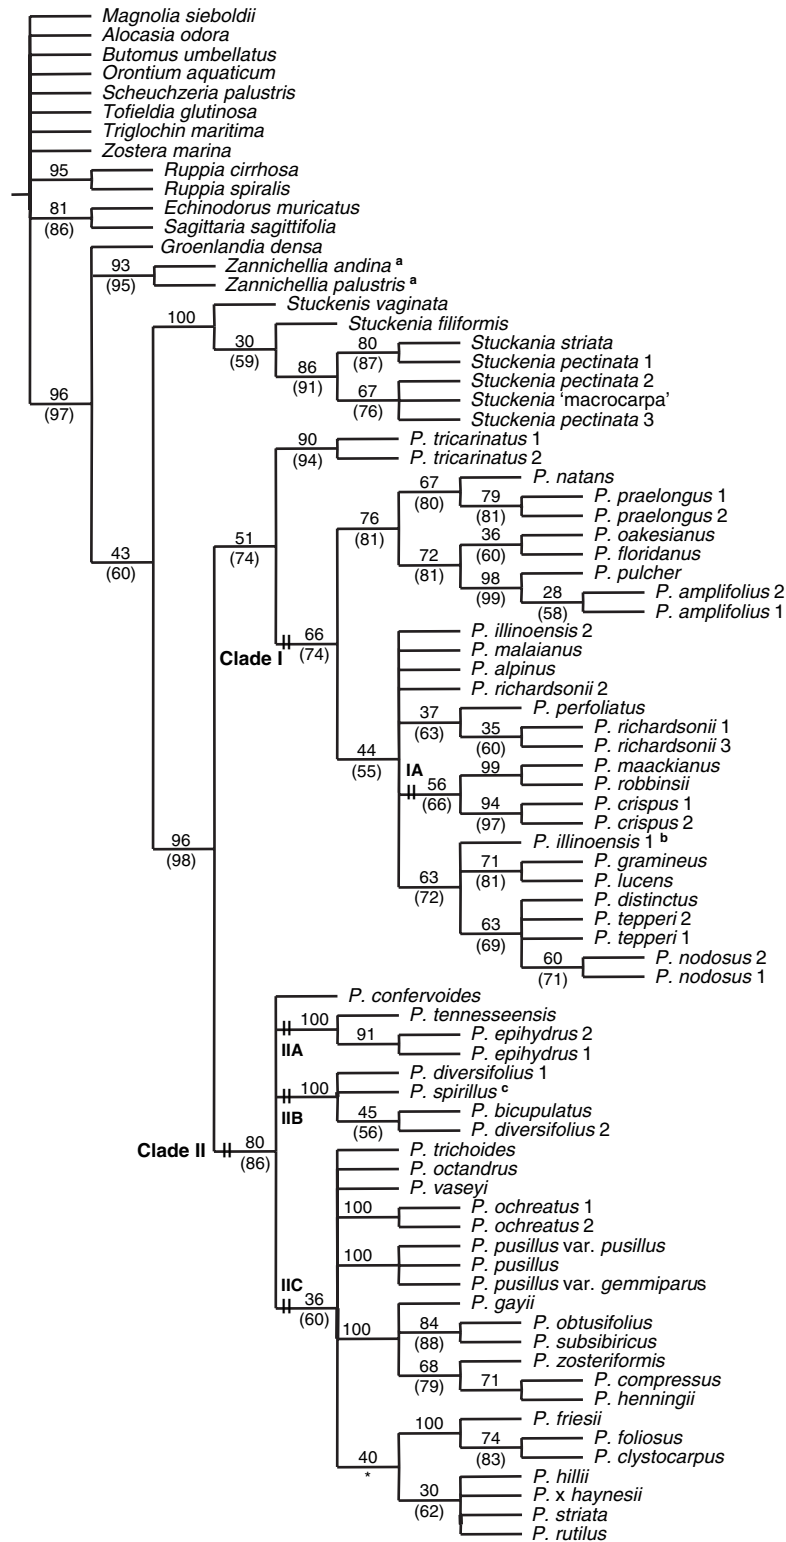 Magnolia sieboldii
Alocasia odora
Butomus umbellatus
Orontium aquaticum
Scheuchzeria palustris
Tofieldia glutinosa
Triglochin maritima
Zostera marina
95 Ruppia cirrhosa
Ruppia spiralis
81 Echinodorus muricatus
(86) Sagittaria sagittifolia
Groenlandia densa
93 Zannichellia andina a
(95) Zannichellia palustris a
100 Stuckenis vaginata
30 Stuckenia filiformis
(59)
80 Stuckania striata
(87) Stuckenia pectinata 1
86
(91)
67 Stuckenia pectinata 2
(76) Stuckenia ‘macrocarpa’
Stuckenia pectinata 3
96
(97)
90 P. tricarinatus 1
(94) P. tricarinatus 2
67 P. natans
(80)
79 P. praelongus 1
(81) P. praelongus 2
76
(81)
36 P. oakesianus
(60) P. floridanus
72
(81)
98 P. pulcher
(99)
28 P. amplifolius 2
(58) P. amplifolius 1
51
(74)
43
(60)
Clade I 66
(74)
P. illinoensis 2
P. malaianus
P. alpinus
P. richardsonii 2
37 P. perfoliatus
(63)
35 P. richardsonii 1
(60) P. richardsonii 3
44
(55)
IA 56
(66)
99 P. maackianus
P. robbinsii
94 P. crispus 1
(97) P. crispus 2
P. illinoensis 1 b
71 P. gramineus
(81) P. lucens
63
(72)
P. distinctus
63 P. tepperi 2
(69) P. tepperi 1
60 P. nodosus 2
(71) P. nodosus 1
96
(98)
P. confervoides
100 P. tennesseensis
IIA
91 P. epihydrus 2
P. epihydrus 1
P. diversifolius 1
100 P. spirillus c
IIB
45 P. bicupulatus
(56) P. diversifolius 2
Clade II 80
(86)
P. trichoides
P. octandrus
P. vaseyi
100 P. ochreatus 1
P. ochreatus 2
P. pusillus var. pusillus
100 P. pusillus
P. pusillus var. gemmiparus
IIC 36
(60)
P. gayii
100
84 P. obtusifolius
(88) P. subsibiricus
68 P. zosteriformis
(79)
71 P. compressus
P. henningii
100 P. friesii
74 P. foliosus
(83) P. clystocarpus
40
*
P. hillii
30 P. x haynesii
(62) P. striata
P. rutilus